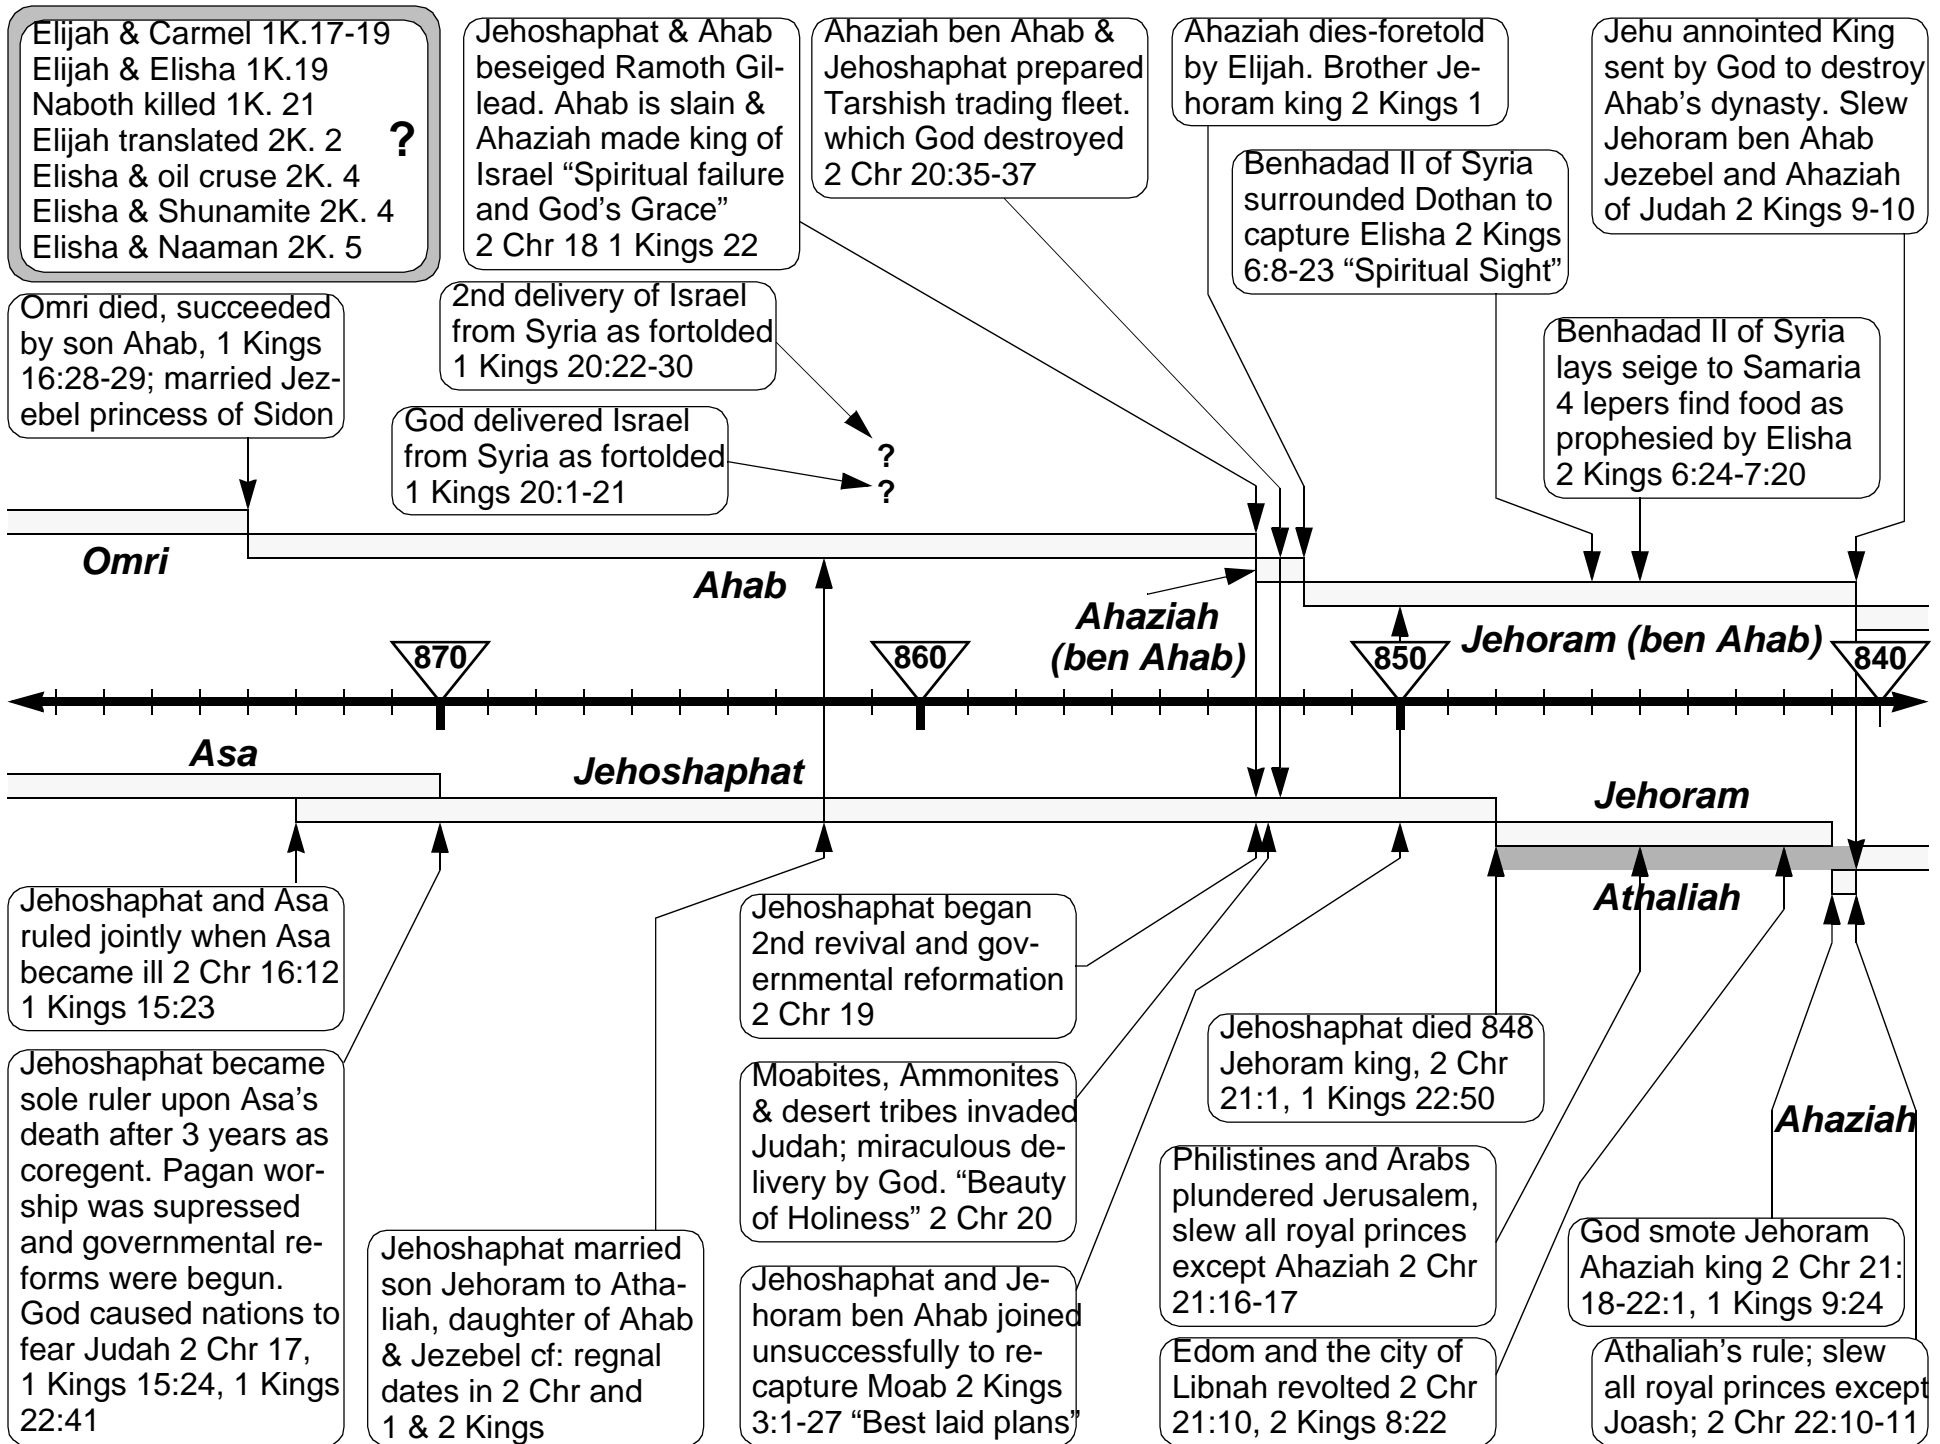 Elijah & Carmel 1K.17-19
Elijah & Elisha 1K.19
Naboth killed 1K. 21
Elijah translated 2K. 2
?
Elisha & oil cruse 2K. 4
Elisha & Shunamite 2K. 4
Elisha & Naaman 2K. 5
Jehoshaphat & Ahab
beseiged Ramoth Gil-
lead. Ahab is slain &
Ahaziah made king of
Israel “Spiritual failure
and God's Grace”
2 Chr 18 1 Kings 22
Ahaziah ben Ahab &
Jehoshaphat prepared
Tarshish trading fleet.
which God destroyed
2 Chr 20:35-37
Ahaziah dies-foretold
by Elijah. Brother Je-
horam king 2 Kings 1
Benhadad II of Syria
surrounded Dothan to
capture Elisha 2 Kings
6:8-23 “Spiritual Sight”
Jehu annointed King
sent by God to destroy
Ahab's dynasty. Slew
Jehoram ben Ahab
Jezebel and Ahaziah
of Judah 2 Kings 9-10
Omri died, succeeded
by son Ahab, 1 Kings
16:28-29; married Jez-
ebel princess of Sidon
2nd delivery of Israel
from Syria as fortold
1 Kings 20:22-30
?
God delivered Israel
from Syria as fortolded
1 Kings 20:1-21
?
Benhadad II of Syria
lays seige to Samaria
4 lepers find food as
prophesied by Elisha
2 Kings 6:24-7:20
Omri
Ahab
Ahaziah
(ben Ahab)
Jehoram (ben Ahab)
870
860
850
840
Asa
Jehoshaphat
Jehoram
Athaliah
Ahaziah
Jehoshaphat and Asa
ruled jointly when Asa
became ill 2 Chr 16:12
1 Kings 15:23
Jehoshaphat became
sole ruler upon Asa's
death after 3 years as
coregent. Pagan wor-
ship was supressed
and governmental re-
forms were begun.
God caused nations to
fear Judah 2 Chr 17,
1 Kings 15:24, 1 Kings
22:41
Jehoshaphat married
son Jehoram to Atha-
liah, daughter of Ahab
& Jezebel cf: regnal
dates in 2 Chr and
1 & 2 Kings
Jehoshaphat began
2nd revival and gov-
ernmental reformation
2 Chr 19
Moabites, Ammonites
& desert tribes invaded
Judah; miraculous de-
livery by God. “Beauty
of Holiness” 2 Chr 20
Jehoshaphat and Je-
horam ben Ahab joined
unsuccessfully to re-
capture Moab 2 Kings
3:1-27 “Best laid plans”
Jehoshaphat died 848
Jehoram king, 2 Chr
21:1, 1 Kings 22:50
Philistines and Arabs
plundered Jerusalem,
slew all royal princes
except Ahaziah 2 Chr
21:16-17
Edom and the city of
Libnah revolted 2 Chr
21:10, 2 Kings 8:22
God smote Jehoram
Ahaziah king 2 Chr 21:
18-22:1, 1 Kings 9:24
Athaliah's rule; slew
all royal princes except
Joash; 2 Chr 22:10-11